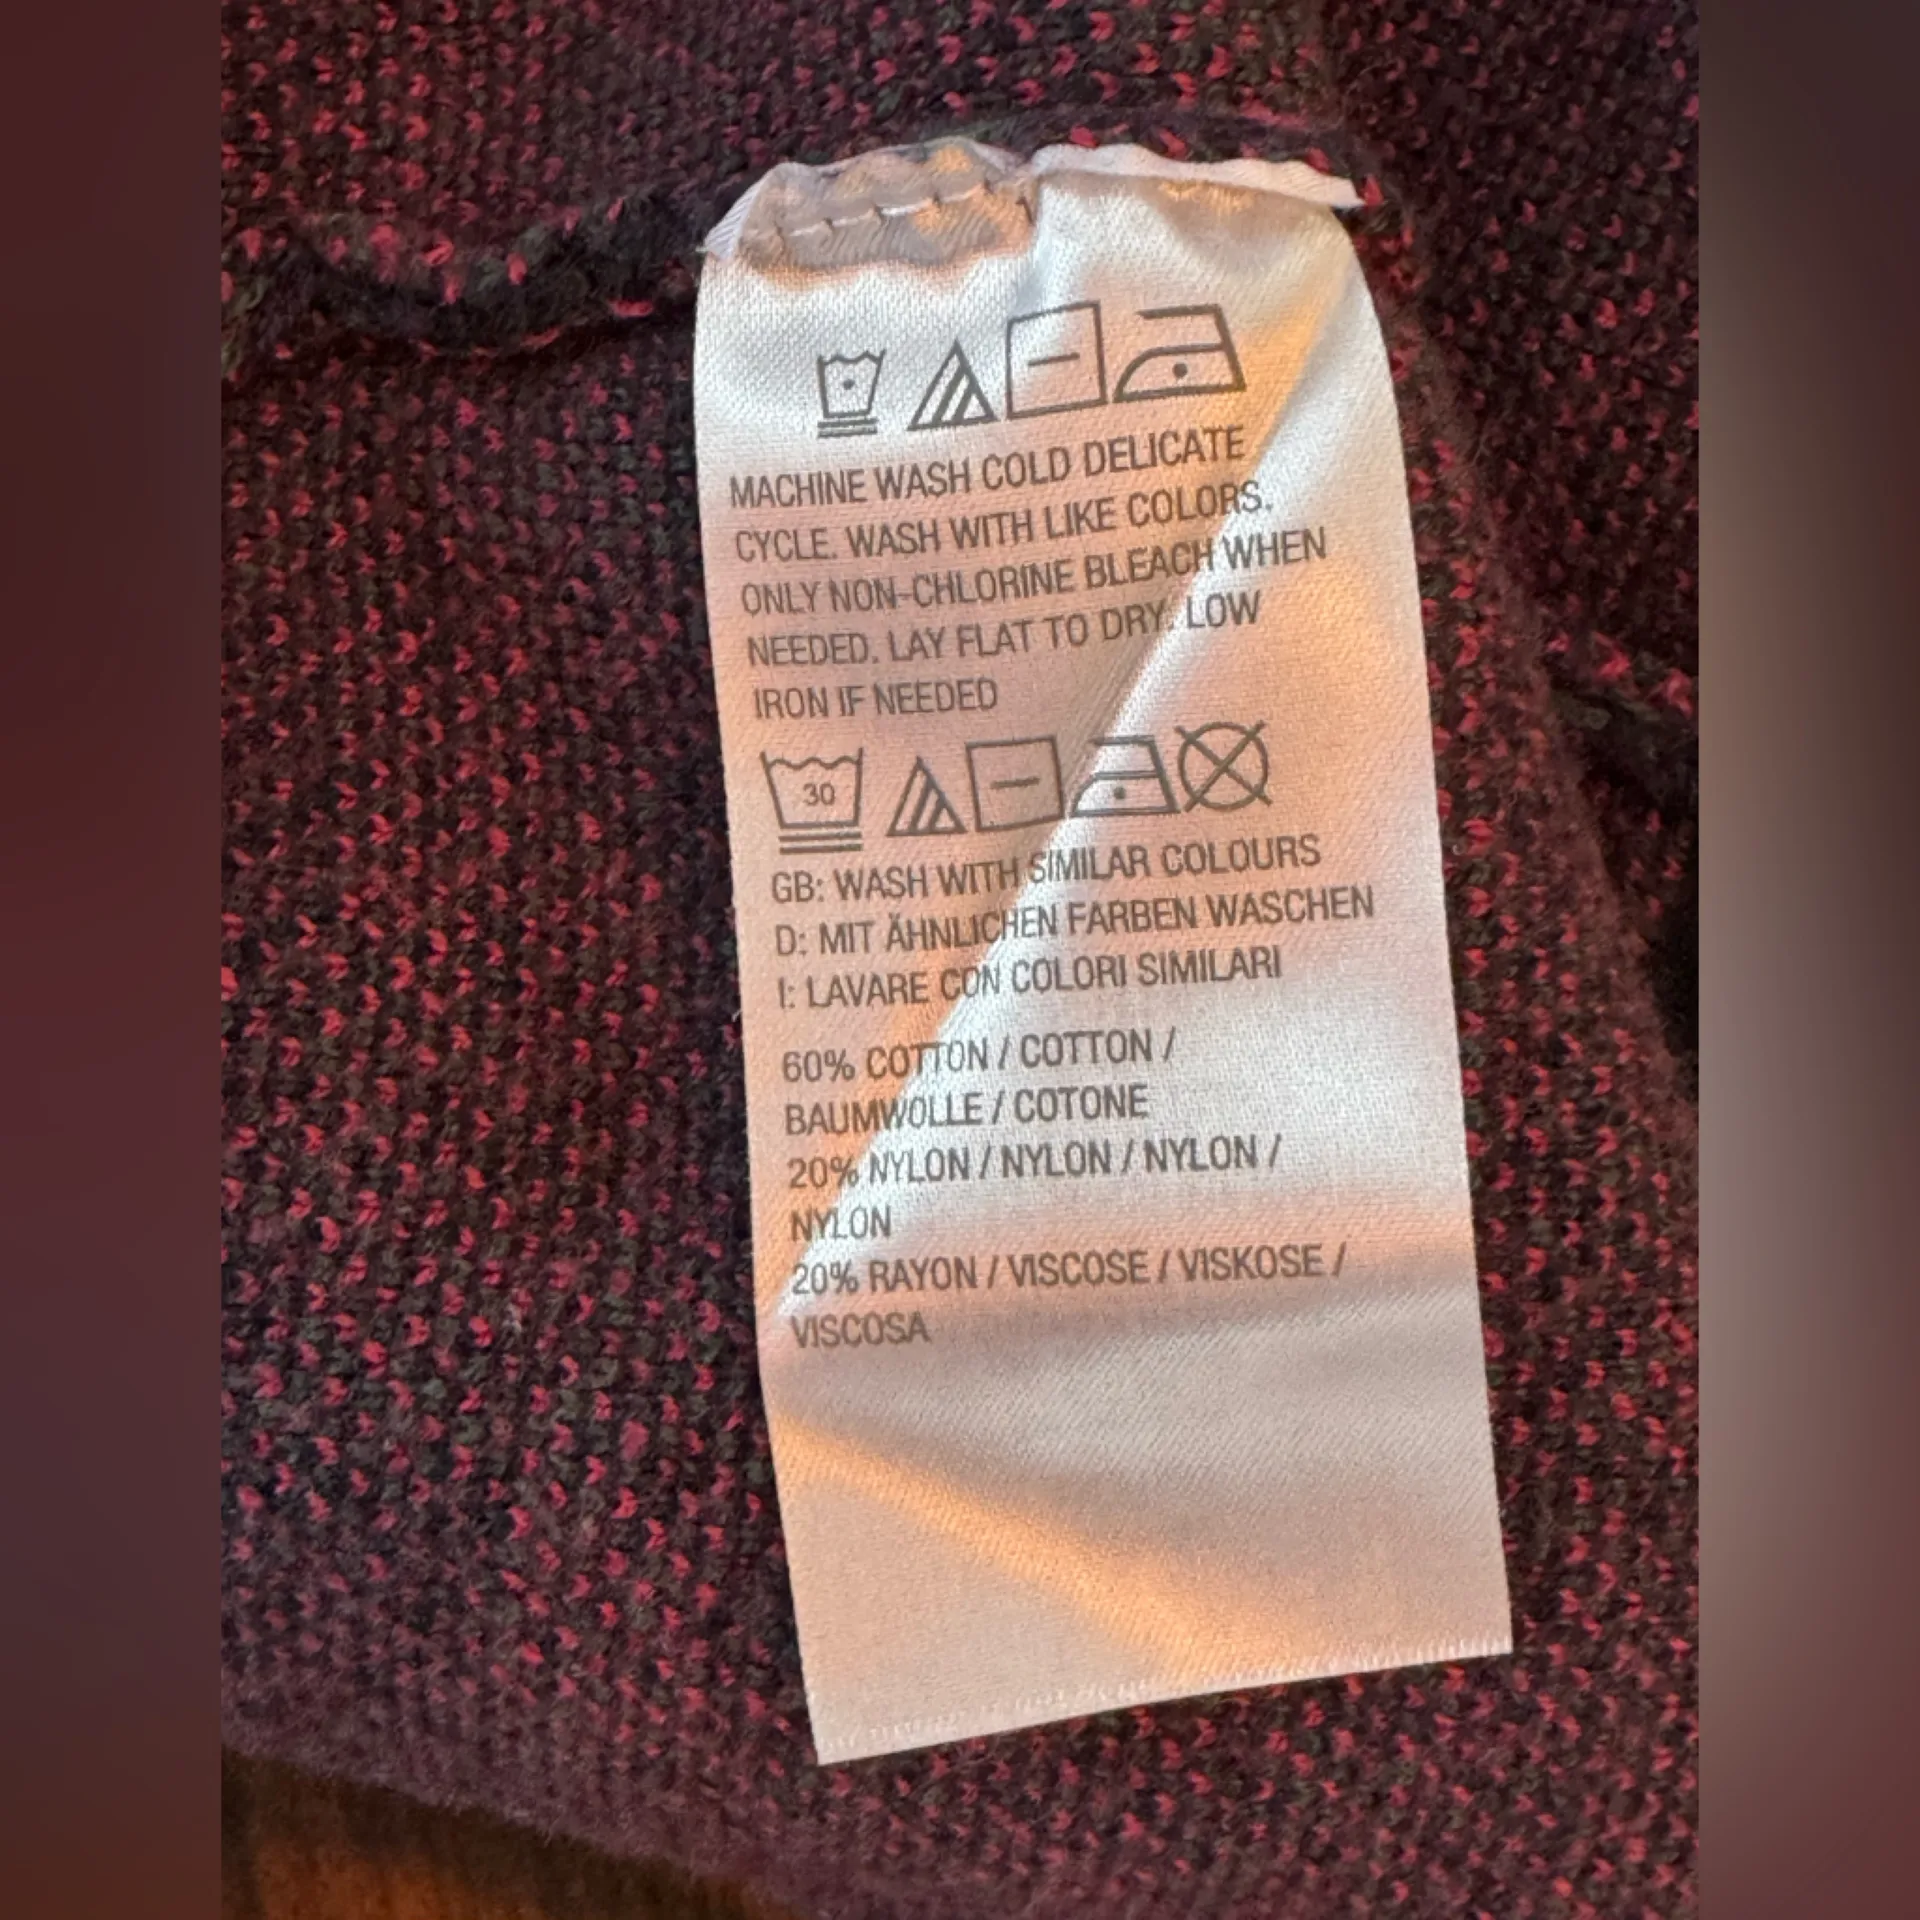 MACHINE WASH COLD DELICATE
CYCLE. WASH WITH LIKE COLORS.
ONLY NON-CHLORINE BLEACH WHEN
NEEDED. LAY FLAT TO DRY. LOW
IRON IF NEEDED
30
GB: WASH WITH SIMILAR COLOURS
D: MIT ÄHNLICHEN FARBEN WASCHEN
I: LAVARE CON COLORI SIMILARI
60% COTTON / COTTON /
BAUMWOLLE / COTONE
20% NYLON / NYLON / NYLON /
NYLON
20% RAYON / VISCOSE / VISKOSE /
VISCOSA